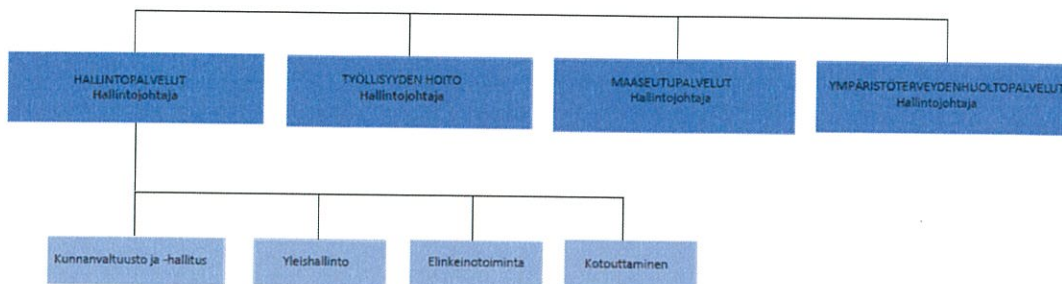 HALLINTOPALVELUT
Hallintojohtaja
TYÖLLISYYDEN HOITO
Hallintojohtaja
MAASEUTUPALVELUT
Hallintojohtaja
YMPÄRISTÖTERVEYDENHUOLTOPALVELUT
Hallintojohtaja
Kunnanvaltuusto ja -hallitus
Yleishallinto
Elinkeinotoiminta
Kotouttaminen